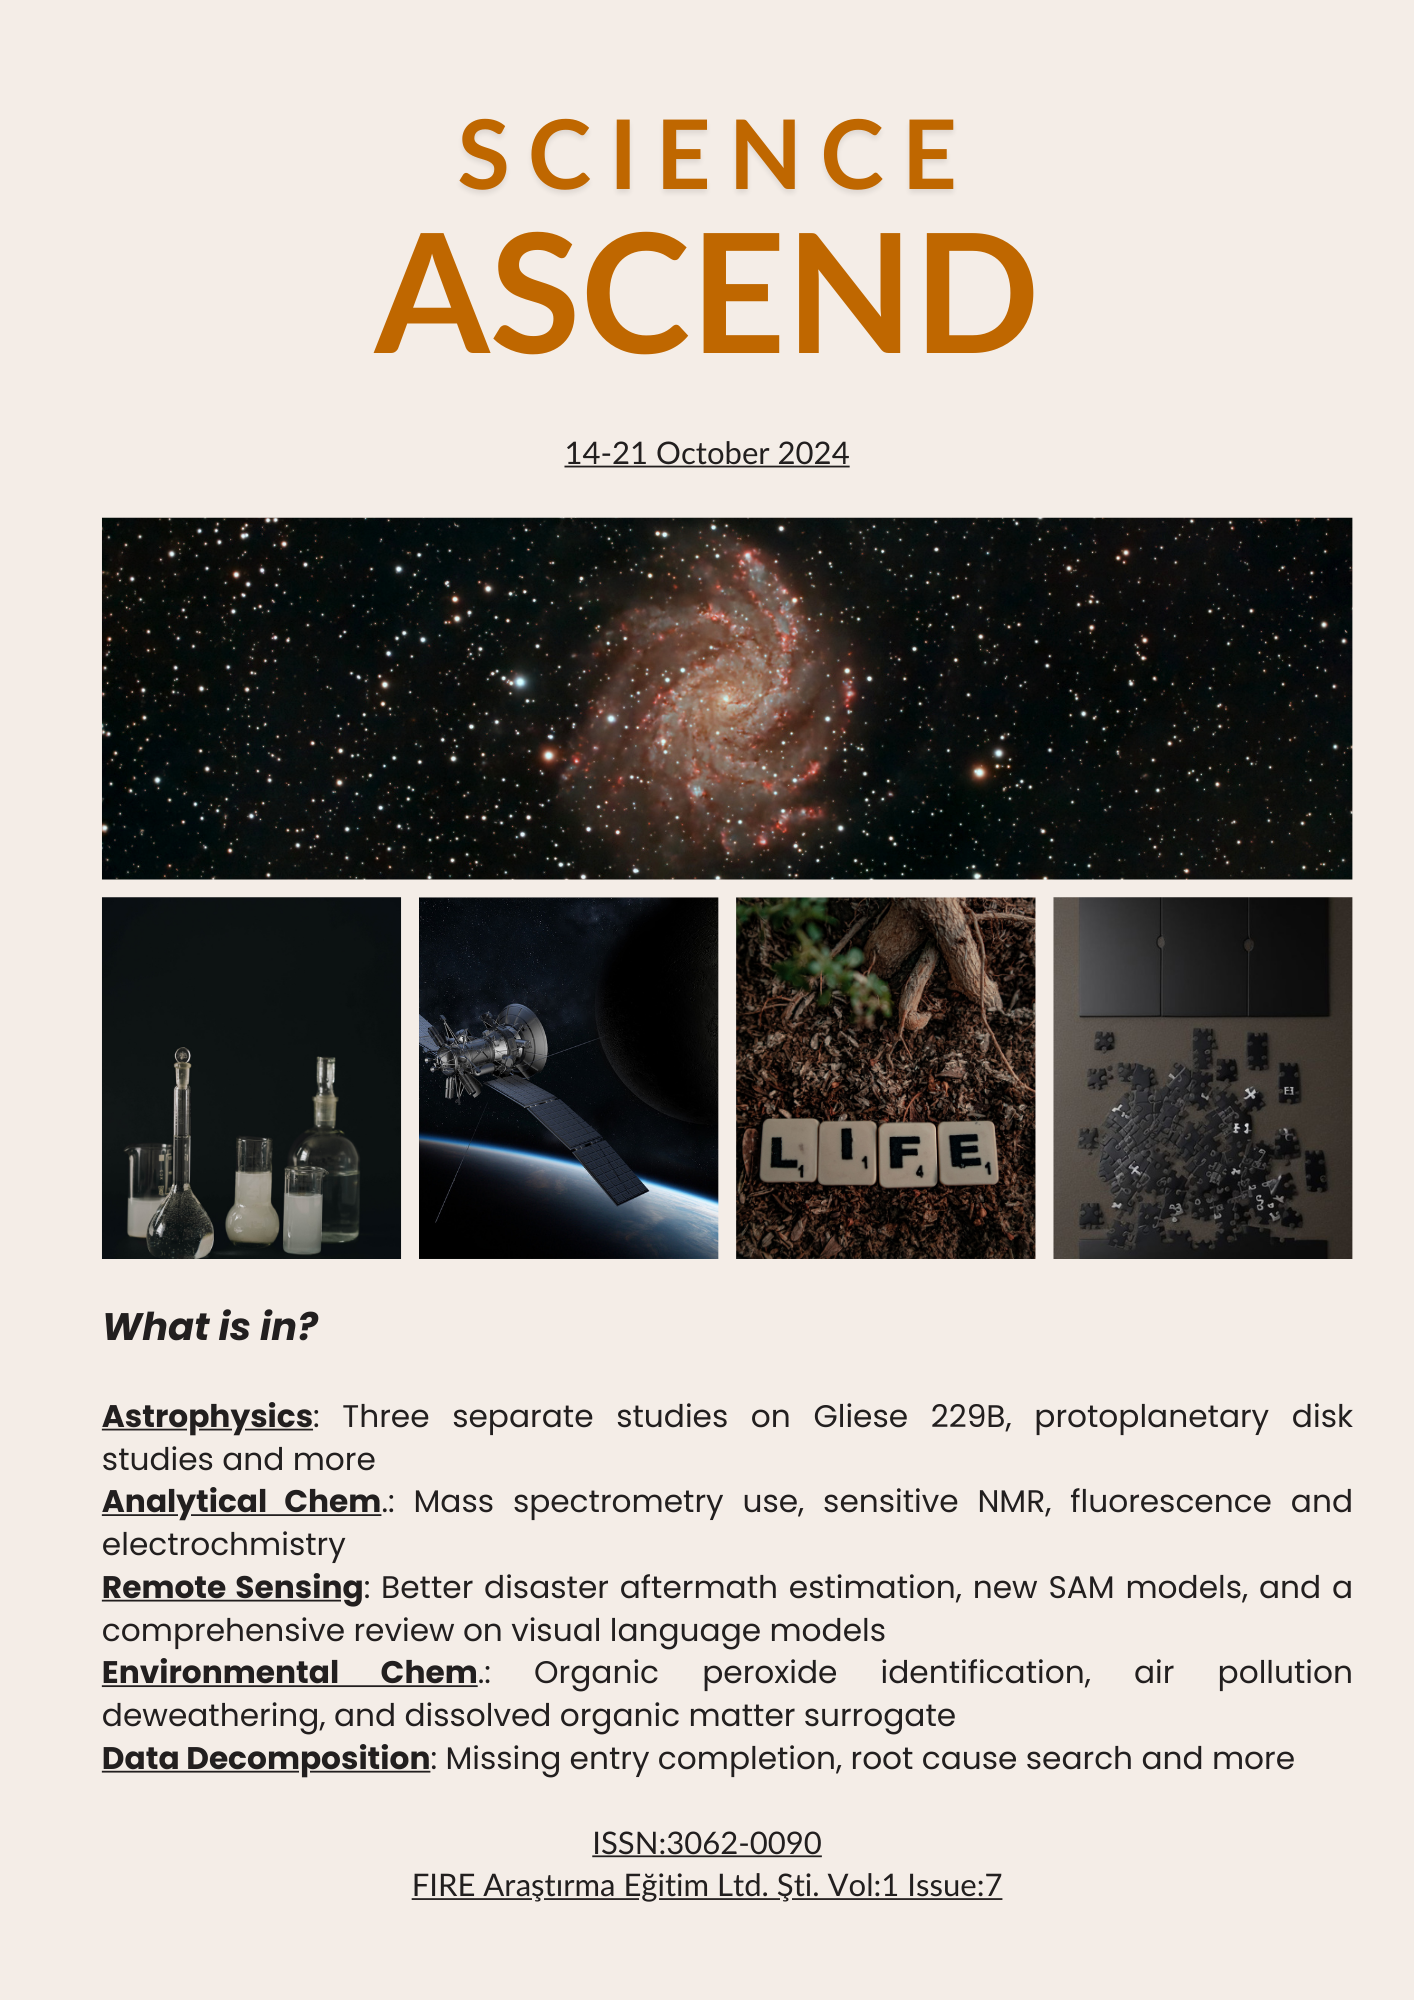 SCIENCE
ASCEND
14-21 October 2024
L1 I1 F4 E1
What is in?
Astrophysics: Three separate studies on Gliese 229B, protoplanetary disk
studies and more
Analytical Chem.: Mass spectrometry use, sensitive NMR, fluorescence and
electrochmistry
Remote Sensing: Better disaster aftermath estimation, new SAM models, and a
comprehensive review on visual language models
Environmental Chem.: Organic peroxide identification, air pollution
deweathering, and dissolved organic matter surrogate
Data Decomposition: Missing entry completion, root cause search and more
ISSN:3062-0090
FIRE Araştırma Eğitim Ltd. Şti. Vol:1 Issue:7